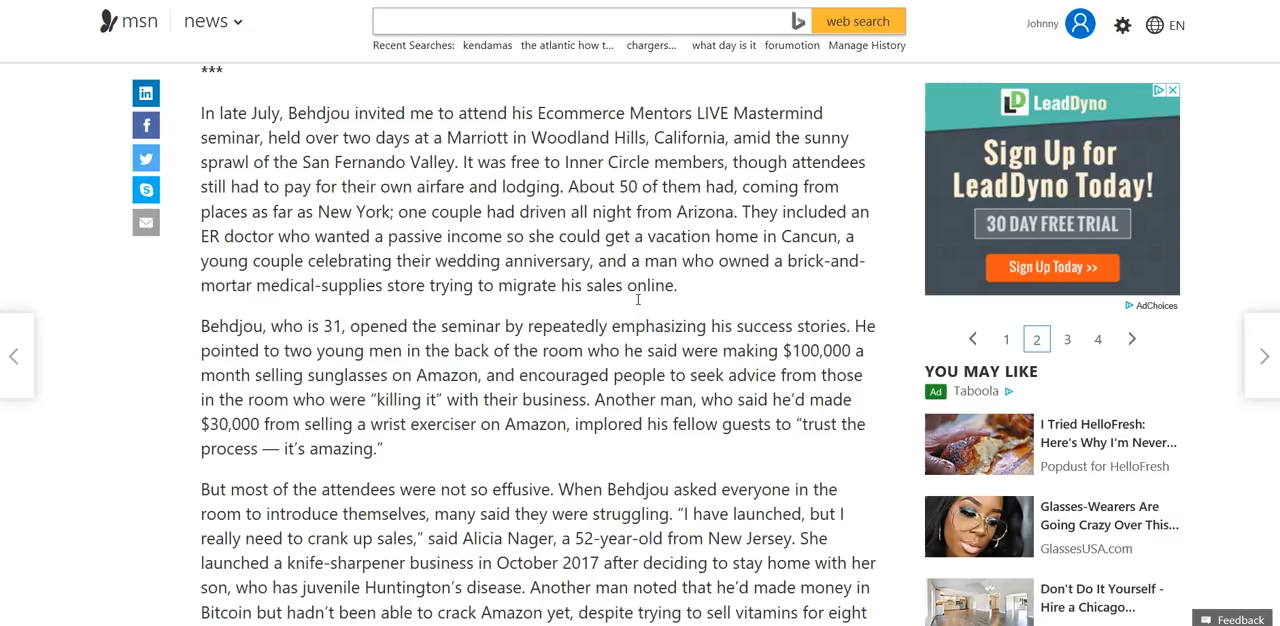 msn
news
web search
Johnny
EN
Recent Searches: kendamas the atlantic how t... chargers... what day is it forumotion Manage History
***
In late July, Behdjou invited me to attend his Ecommerce Mentors LIVE Mastermind
seminar, held over two days at a Marriott in Woodland Hills, California, amid the sunny
sprawl of the San Fernando Valley. It was free to Inner Circle members, though attendees
still had to pay for their own airfare and lodging. About 50 of them had, coming from
places as far as New York; one couple had driven all night from Arizona. They included an
ER doctor who wanted a passive income so she could get a vacation home in Cancun, a
young couple celebrating their wedding anniversary, and a man who owned a brick-and-
mortar medical-supplies store trying to migrate his sales online.
Behdjou, who is 31, opened the seminar by repeatedly emphasizing his success stories. He
pointed to two young men in the back of the room who he said were making $100,000 a
month selling sunglasses on Amazon, and encouraged people to seek advice from those
in the room who were “killing it” with their business. Another man, who said he’d made
$30,000 from selling a wrist exerciser on Amazon, implored his fellow guests to “trust the
process — it’s amazing.”
But most of the attendees were not so effusive. When Behdjou asked everyone in the
room to introduce themselves, many said they were struggling. “I have launched, but I
really need to crank up sales,” said Alicia Nager, a 52-year-old from New Jersey. She
launched a knife-sharpener business in October 2017 after deciding to stay home with her
son, who has juvenile Huntington’s disease. Another man noted that he’d made money in
Bitcoin but hadn’t been able to crack Amazon yet, despite trying to sell vitamins for eight
LD LeadDyno
Sign Up for
LeadDyno Today!
30 DAY FREE TRIAL
Sign Up Today >>
AdChoices
1 2 3 4
YOU MAY LIKE
Ad Taboola
I Tried HelloFresh:
Here's Why I'm Never...
Popdust for HelloFresh
Glasses-Wearers Are
Going Crazy Over This...
GlassesUSA.com
Don't Do It Yourself -
Hire a Chicago...
Feedback